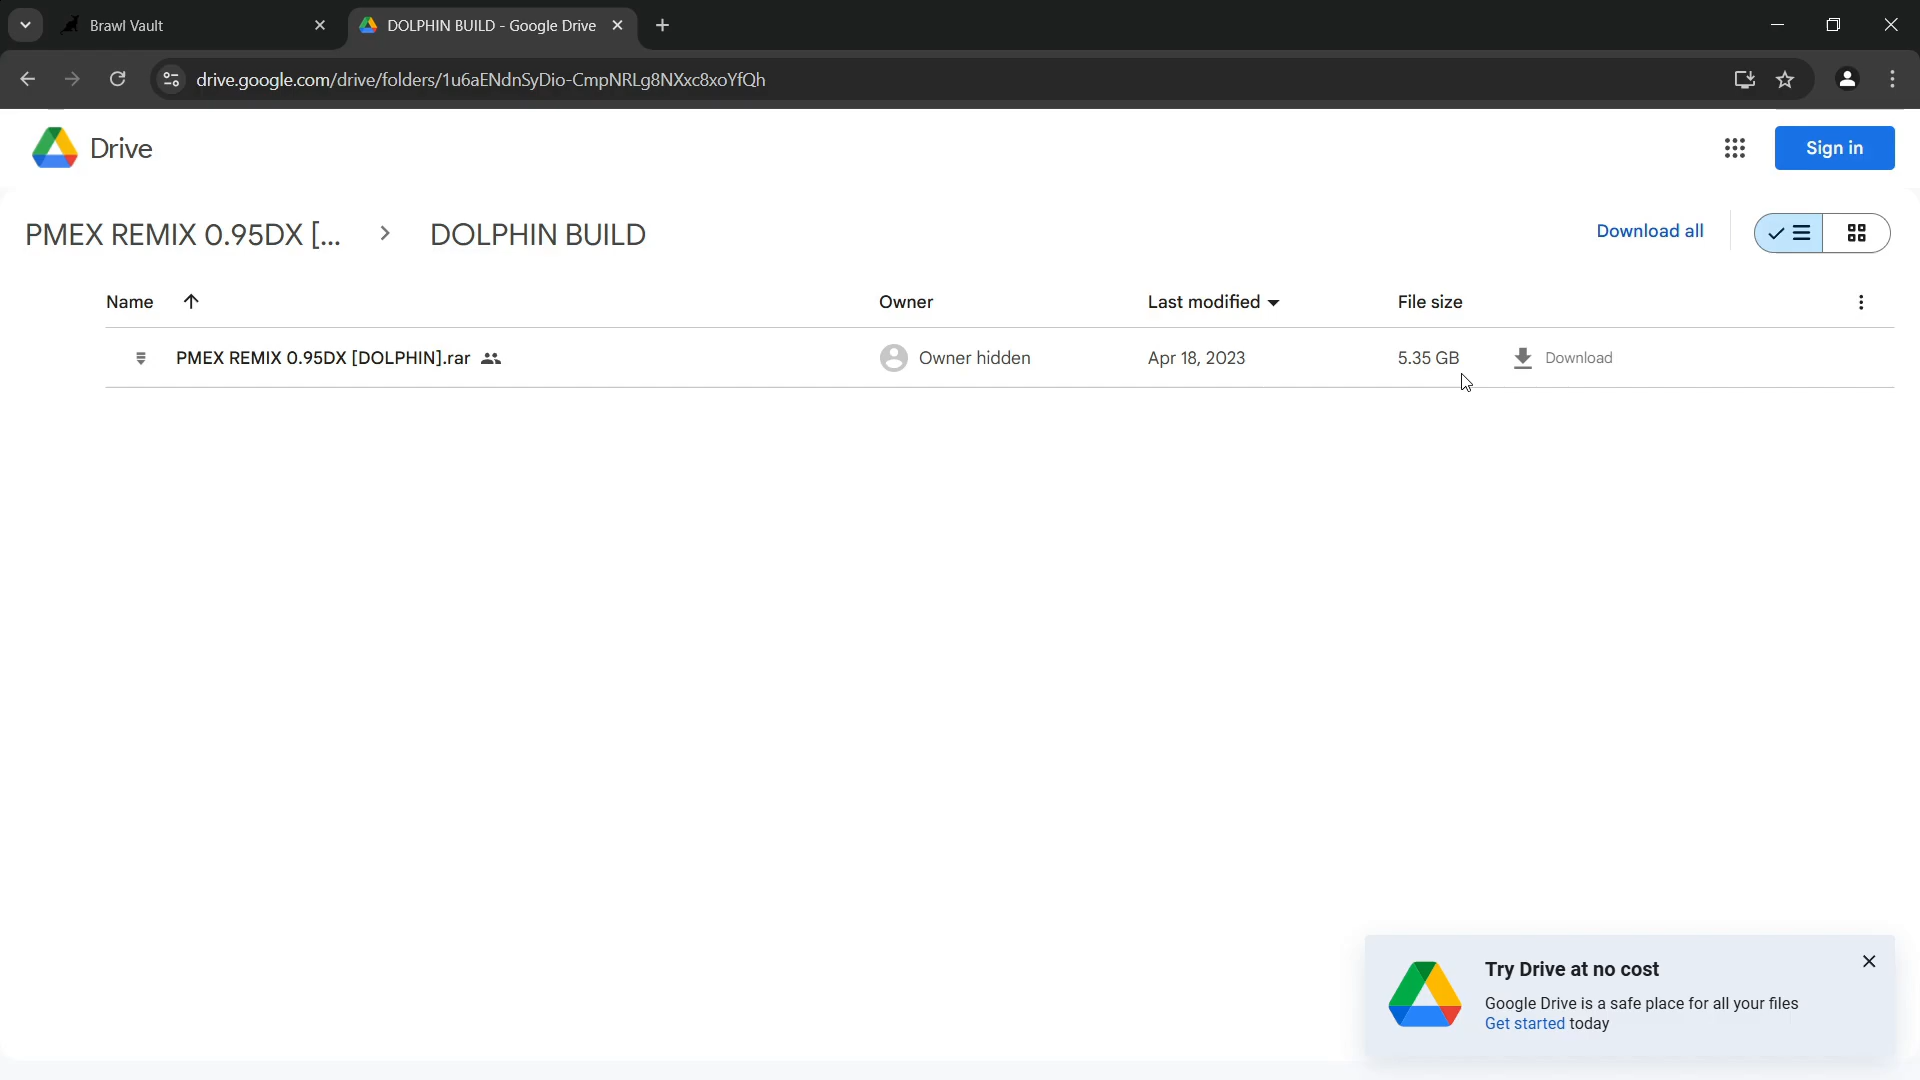 Brawl Vault
DOLPHIN BUILD - Google Drive
drive.google.com/drive/folders/1u6aENdnSyDio-CmpNRLg8NXxc8xoYfQh
Drive
Sign in
PMEX REMIX 0.95DX [...
DOLPHIN BUILD
Download all
Name Owner Last modified File size
PMEX REMIX 0.95DX [DOLPHIN].rar Owner hidden Apr 18, 2023 5.35 GB Download
Try Drive at no cost
Google Drive is a safe place for all your files
Get started today